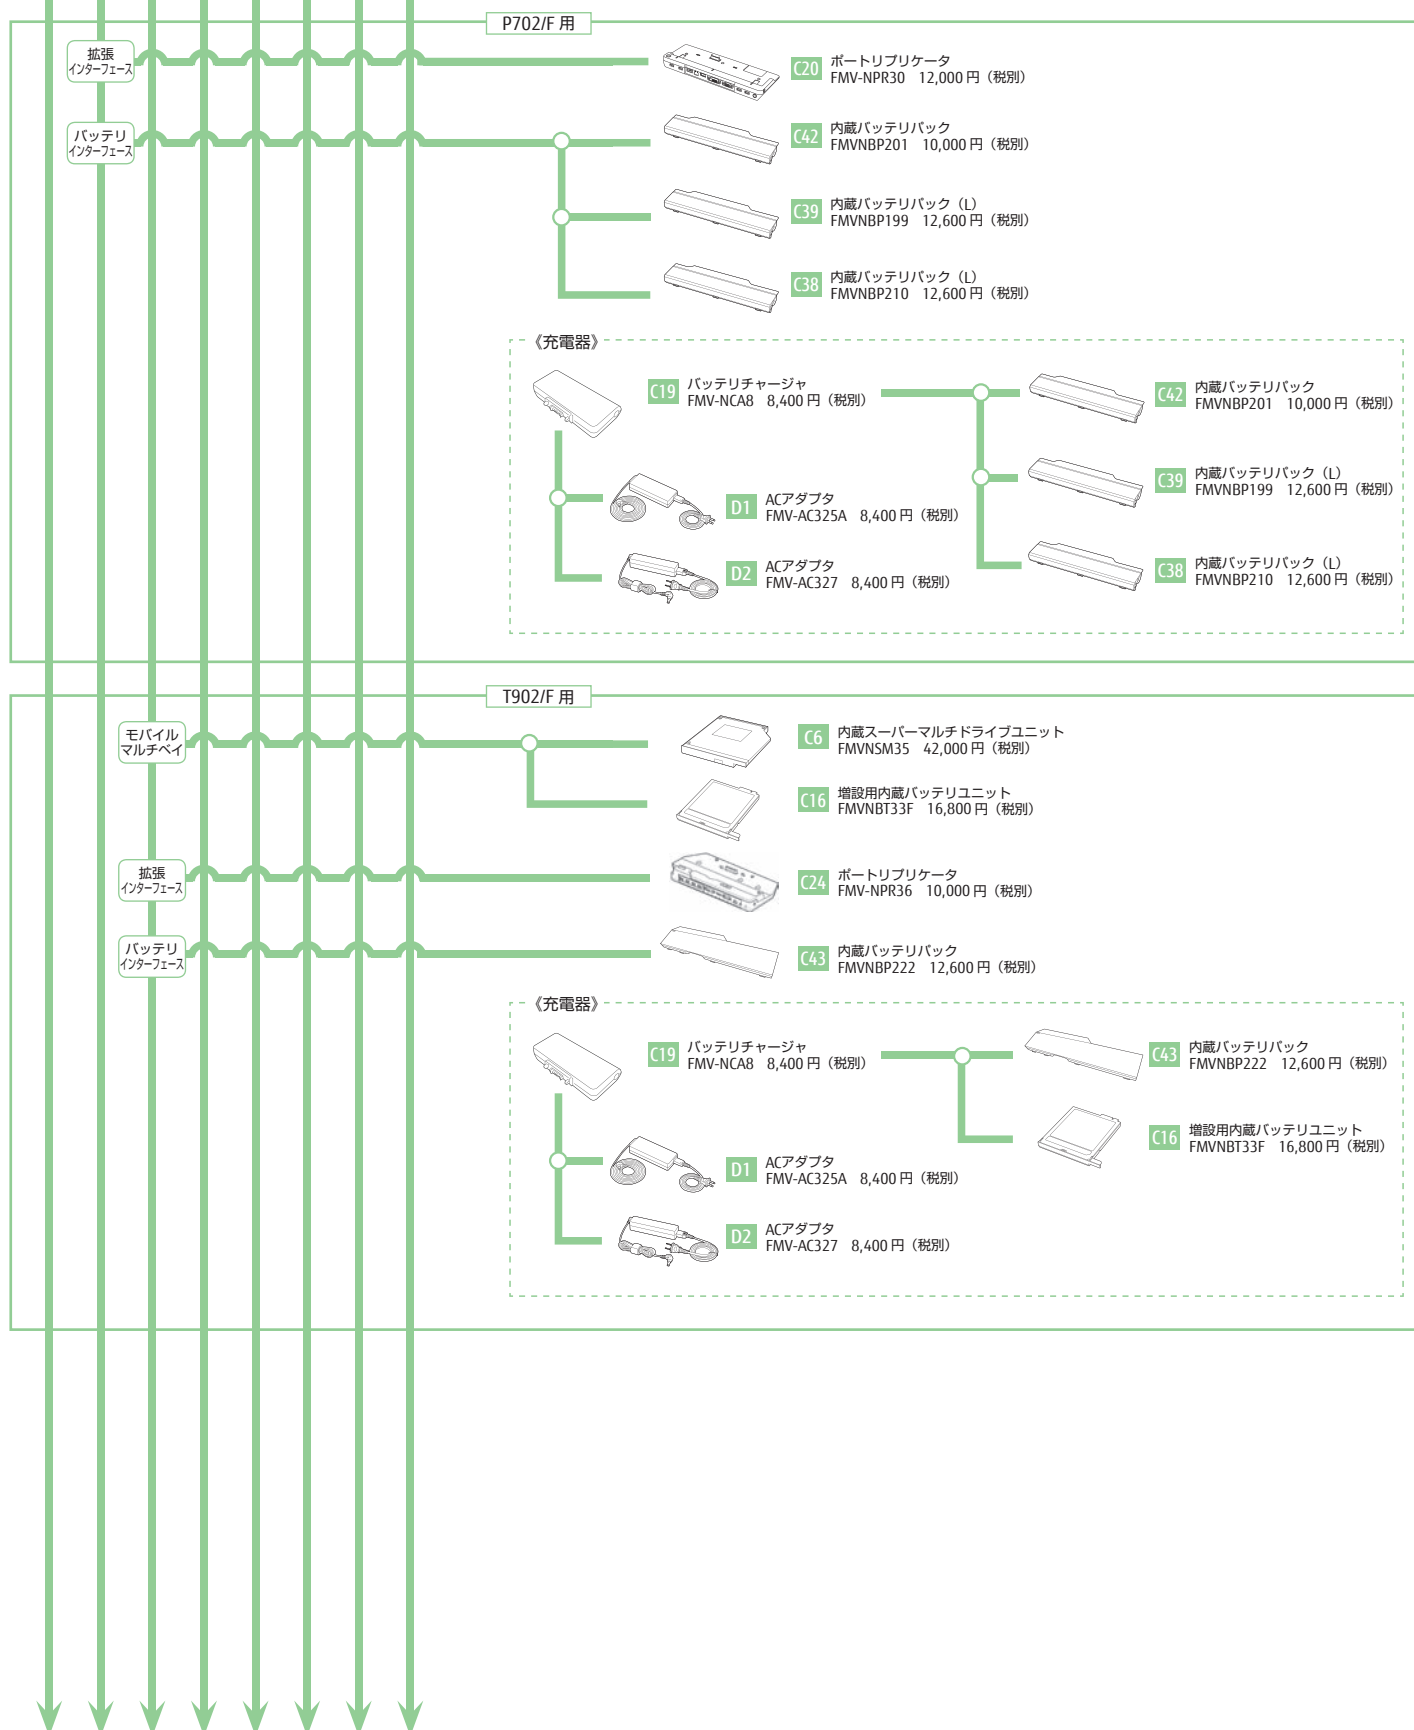 P702/F 用
拡張
インターフェース
C20
ポートリプリケータ
FMV-NPR30 12,000 円（税別）
バッテリ
インターフェース
C42
内蔵バッテリパック
FMVNBP201 10,000 円（税別）
C39
内蔵バッテリパック（L）
FMVNBP199 12,600 円（税別）
C38
内蔵バッテリパック（L）
FMVNBP210 12,600 円（税別）
《充電器》
C19
バッテリチャージャ
FMV-NCA8 8,400 円（税別）
C42
内蔵バッテリパック
FMVNBP201 10,000 円（税別）
C39
内蔵バッテリパック（L）
FMVNBP199 12,600 円（税別）
D1
ACアダプタ
FMV-AC325A 8,400 円（税別）
D2
ACアダプタ
FMV-AC327 8,400 円（税別）
C38
内蔵バッテリパック（L）
FMVNBP210 12,600 円（税別）
T902/F 用
モバイル
マルチベイ
C6
内蔵スーパーマルチドライブユニット
FMVNSM35 42,000 円（税別）
C16
増設用内蔵バッテリユニット
FMVNBT33F 16,800 円（税別）
拡張
インターフェース
C24
ポートリプリケータ
FMV-NPR36 10,000 円（税別）
バッテリ
インターフェース
C43
内蔵バッテリパック
FMVNBP222 12,600 円（税別）
《充電器》
C19
バッテリチャージャ
FMV-NCA8 8,400 円（税別）
C43
内蔵バッテリパック
FMVNBP222 12,600 円（税別）
C16
増設用内蔵バッテリユニット
FMVNBT33F 16,800 円（税別）
D1
ACアダプタ
FMV-AC325A 8,400 円（税別）
D2
ACアダプタ
FMV-AC327 8,400 円（税別）